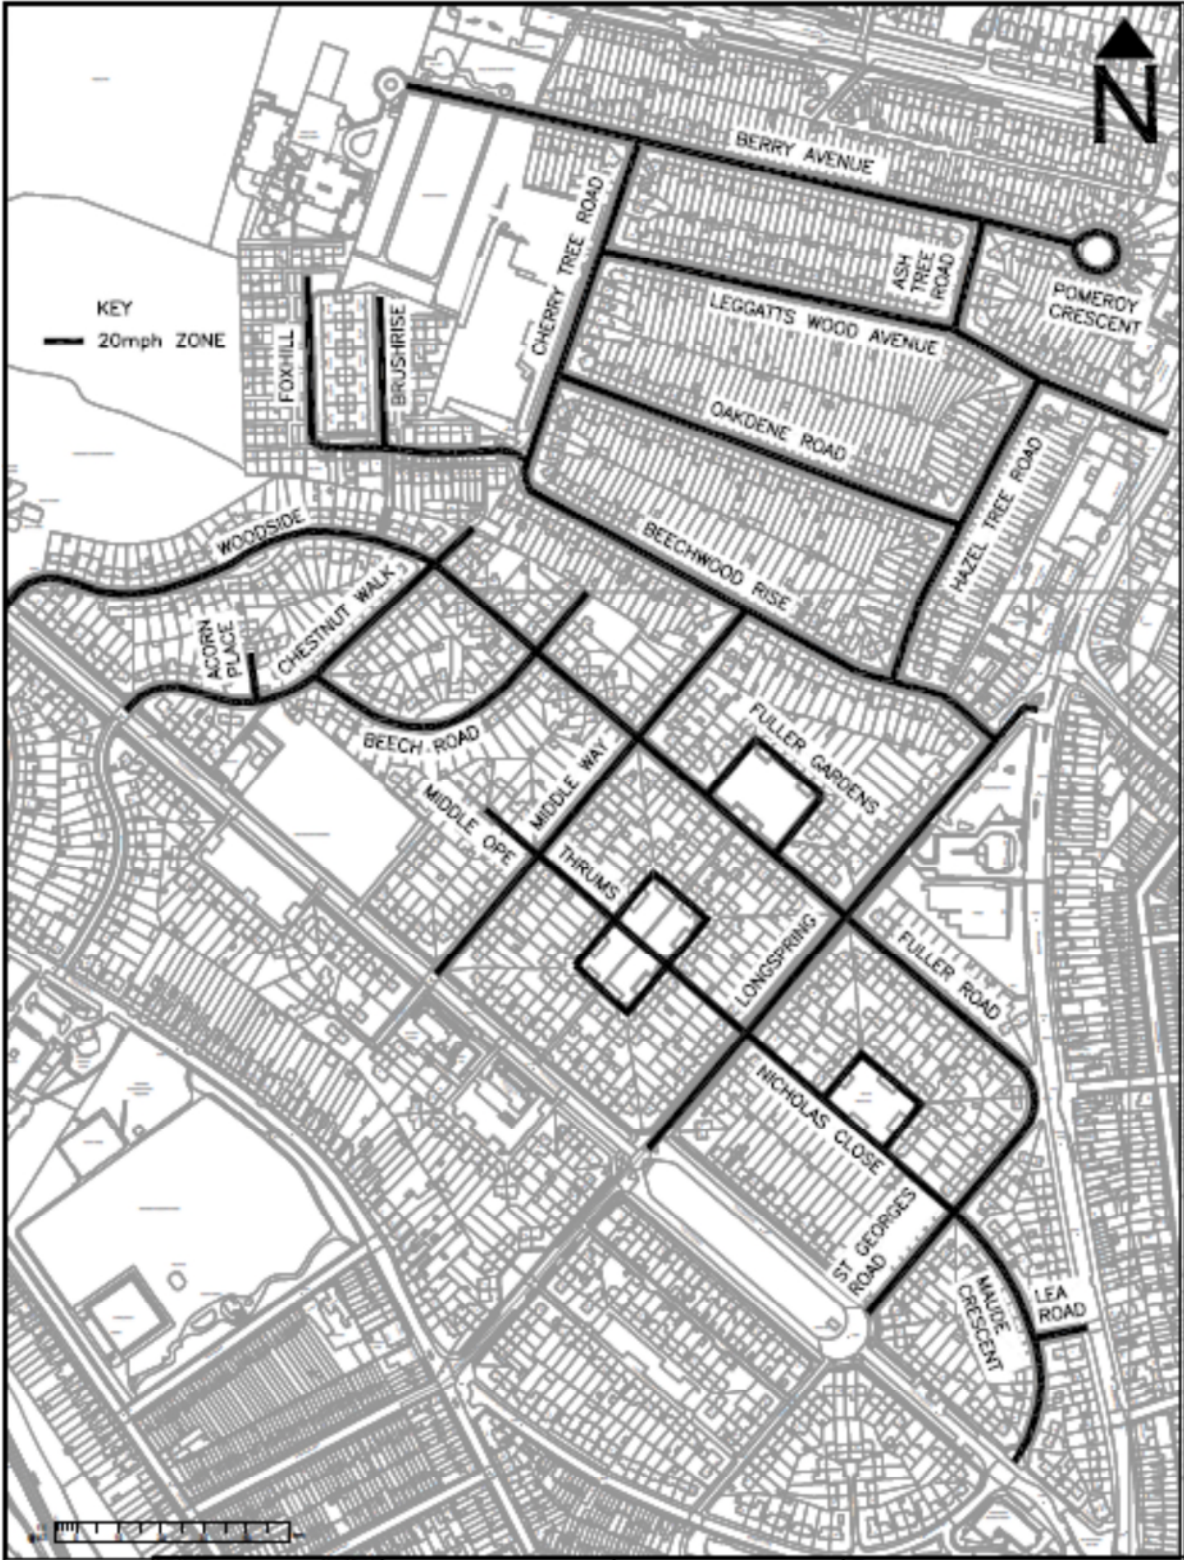 N
BERRY AVENUE
CHERRY TREE ROAD
ASH
TREE
ROAD
POMEROY
CRESCENT
LEGGATTS WOOD AVENUE
KEY
20mph ZONE
FOXHILL
BRUSHRISE
OAKDENE ROAD
HAZEL TREE ROAD
WOODSIDE
BEECHWOOD RISE
CHESTNUT WALK
ACORN
PLACE
BEECH ROAD
FULLER GARDENS
MIDDLE WAY
MIDDLE OPE
THRUMS
LONGSPRING
FULLER ROAD
NICHOLAS CLOSE
ST GEORGES
ROAD
MAUDE
CRESCENT
LEA
ROAD